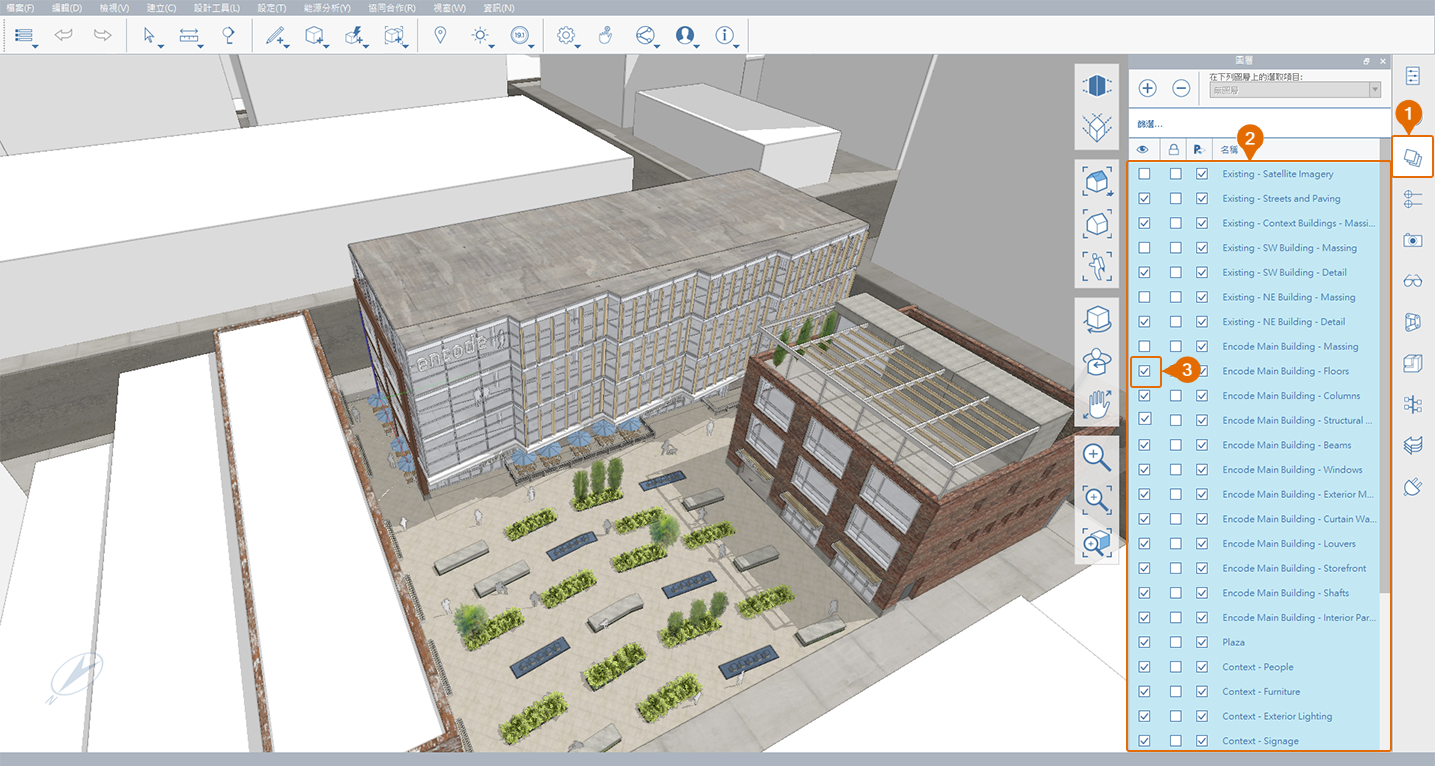 檔案(F) 編輯(D) 檢視(V) 建立(C) 設計工具(L) 設定(T) 能源分析(Y) 協同合作(R) 視窗(W) 資訊(N)
19.1
圖層
在下列圖層上的選取項目:
無圖層
篩選...
名稱
1
2
3
Existing - Satellite Imagery
Existing - Streets and Paving
Existing - Context Buildings - Massi...
Existing - SW Building - Massing
Existing - SW Building - Detail
Existing - NE Building - Massing
Existing - NE Building - Detail
Encode Main Building - Massing
Encode Main Building - Floors
Encode Main Building - Columns
Encode Main Building - Structural ...
Encode Main Building - Beams
Encode Main Building - Windows
Encode Main Building - Exterior M...
Encode Main Building - Curtain Wa...
Encode Main Building - Louvers
Encode Main Building - Storefront
Encode Main Building - Shafts
Encode Main Building - Interior Par...
Plaza
Context - People
Context - Furniture
Context - Exterior Lighting
Context - Signage
encode
N